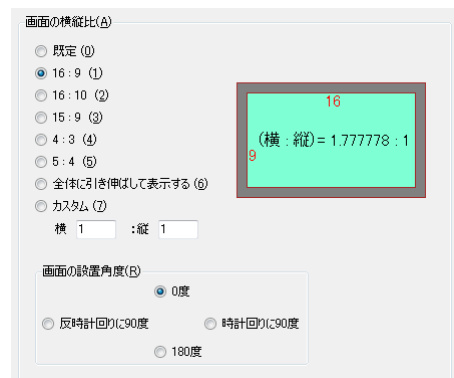 画面の横縦比(A)
既定 (0)
16 : 9 (1)
16 : 10 (2)
15 : 9 (3)
4 : 3 (4)
5 : 4 (5)
全体に引き伸ばして表示する (6)
カスタム (7)
横 1 :縦 1
16
(横 : 縦)= 1.777778 : 1
9
画面の設置角度(R)
0度
反時計回りに90度 時計回りに90度
180度